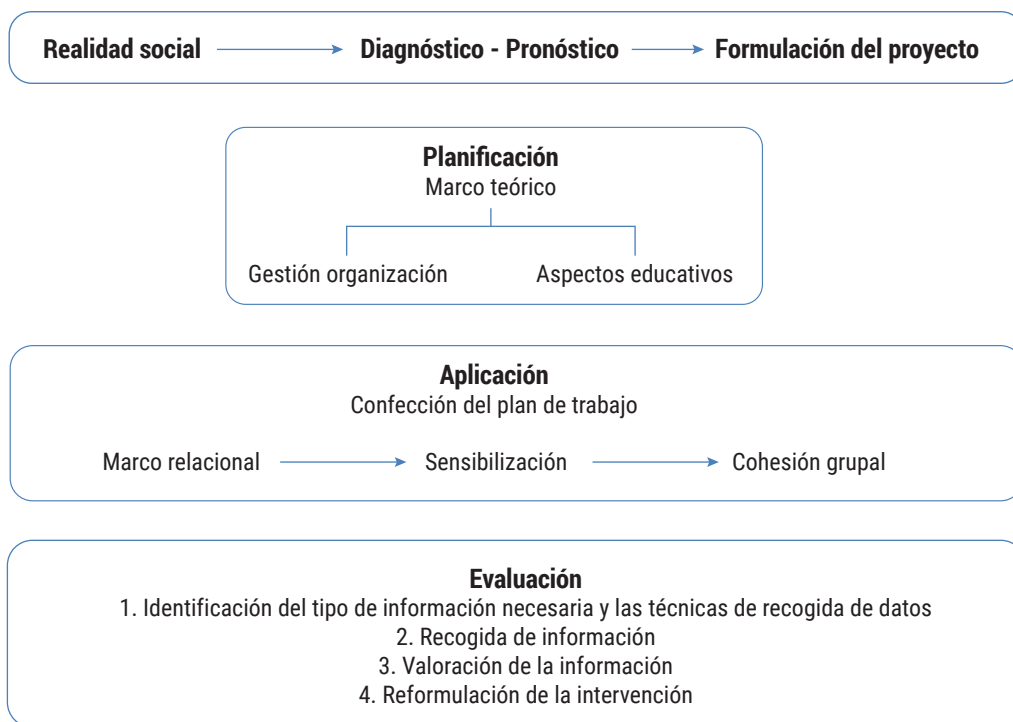 Realidad social Diagnóstico - Pronóstico Formulación del proyecto
Planificación
Marco teórico
Gestión organización Aspectos educativos
Aplicación
Confección del plan de trabajo
Marco relacional Sensibilización Cohesión grupal
Evaluación
1. Identificación del tipo de información necesaria y las técnicas de recogida de datos
2. Recogida de información
3. Valoración de la información
4. Reformulación de la intervención